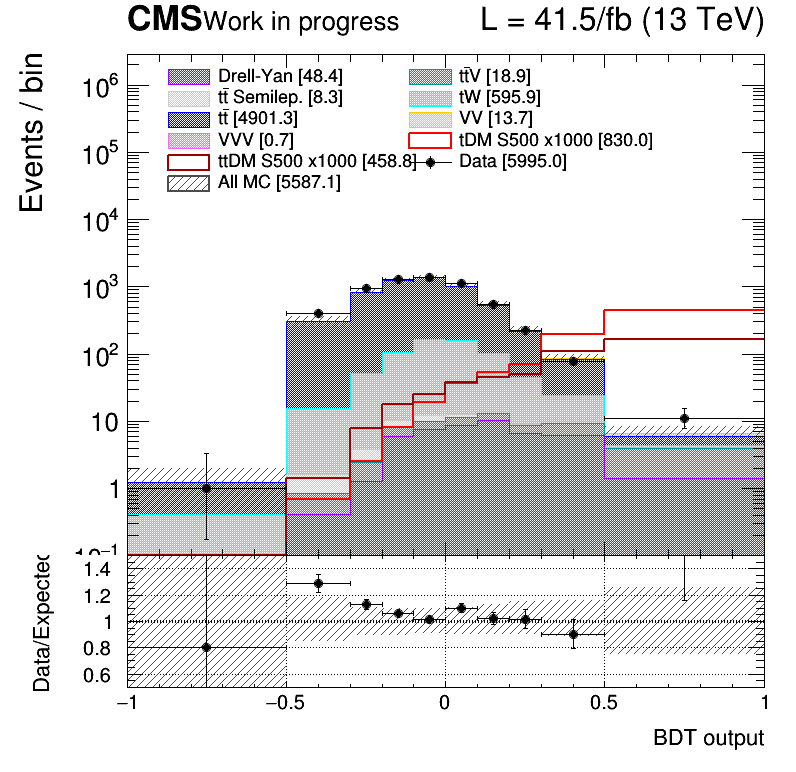 CMS Work in progress L = 41.5/fb (13 TeV)
Events / bin
Drell-Yan [48.4] tt̄V [18.9]
tt̄ Semilep. [8.3] tW [595.9]
tt̄ [4901.3] VV [13.7]
VVV [0.7] tDM S500 x1000 [830.0]
ttDM S500 x1000 [458.8] Data [5995.0]
All MC [5587.1]
10⁶
10⁵
10⁴
10³
10²
10
1
10⁻¹
Data/Expected
1.4
1.2
1
0.8
0.6
−1 −0.5 0 0.5 1
BDT output